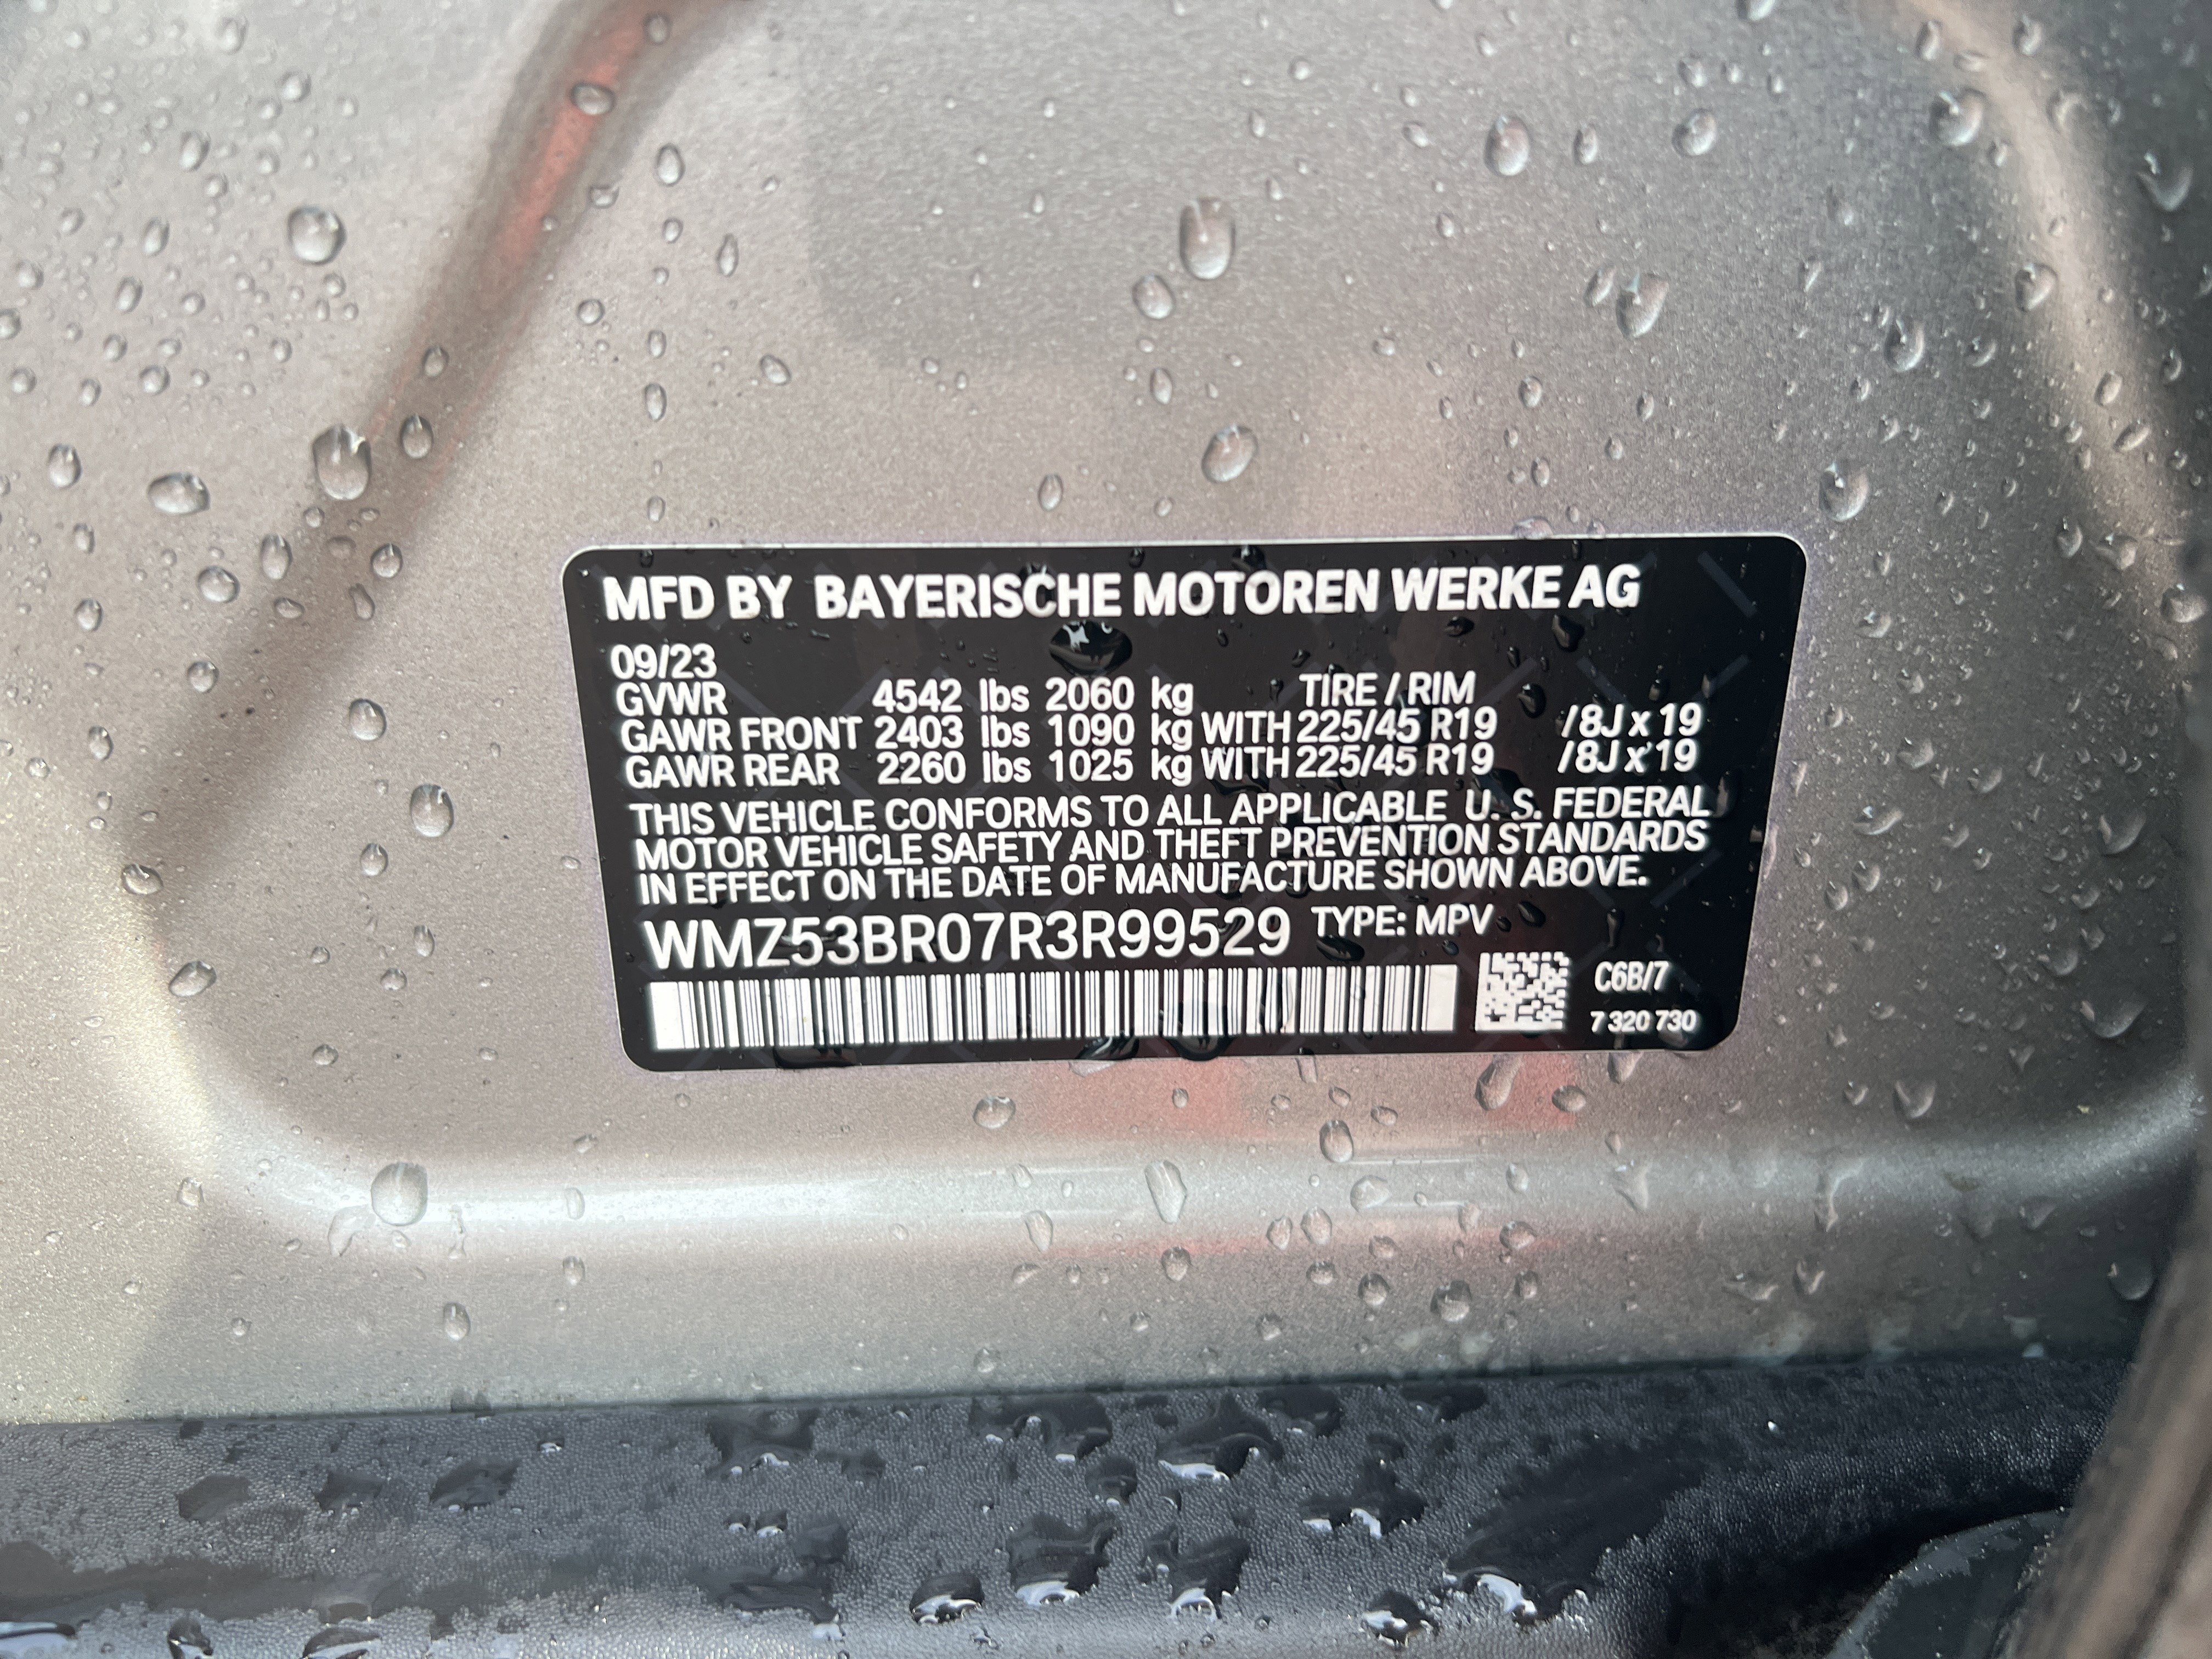 MFD BY BAYERISCHE MOTOREN WERKE AG
09/23
GVWR 4542 lbs 2060 kg TIRE / RIM
GAWR FRONT 2403 lbs 1090 kg WITH 225/45 R19 /8J x 19
GAWR REAR 2260 lbs 1025 kg WITH 225/45 R19 /8J x 19
THIS VEHICLE CONFORMS TO ALL APPLICABLE U. S. FEDERAL
MOTOR VEHICLE SAFETY AND THEFT PREVENTION STANDARDS
IN EFFECT ON THE DATE OF MANUFACTURE SHOWN ABOVE.
WMZ53BR07R3R99529 TYPE: MPV
C6B/7
7 320 730